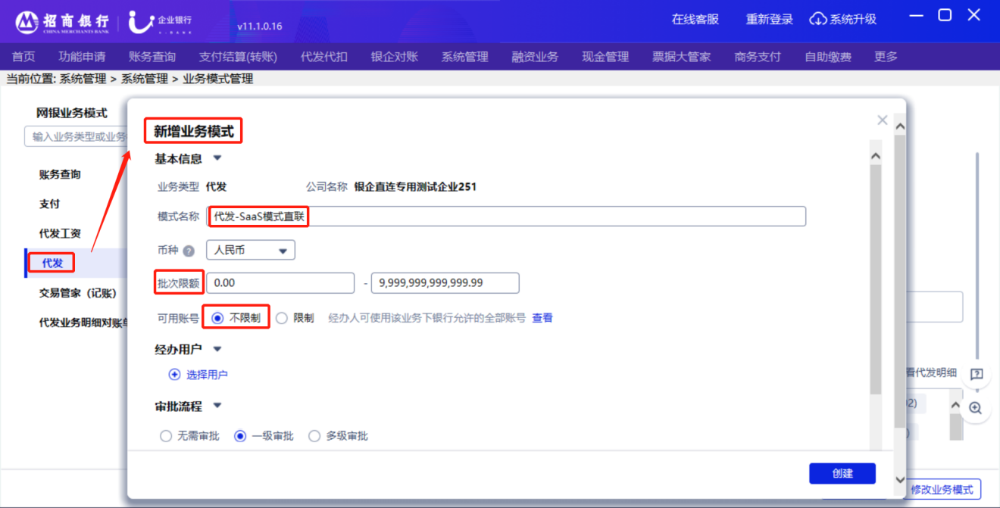 招商银行 企业银行
CHINA MERCHANTS BANK
v11.1.0.16
在线客服 重新登录 系统升级
首页 功能申请 账务查询 支付结算(转账) 代发代扣 银企对账 系统管理 融资业务 现金管理 票据大管家 商务支付 自助缴费 更多
当前位置: 系统管理 > 系统管理 > 业务模式管理
网银业务模式
输入业务类型或业务
账务查询
支付
代发工资
代发
交易管家（记账）
代发业务明细对账单
新增业务模式
基本信息
业务类型 代发 公司名称 银企直连专用测试企业251
模式名称 代发-SaaS模式直联
币种 ? 人民币
批次限额 0.00 - 9,999,999,999,999.99
可用账号 不限制 限制 经办人可使用该业务下银行允许的全部账号 查看
经办用户
选择用户
审批流程
无需审批 一级审批 多级审批
创建
看代发明细
2)
)
修改业务模式